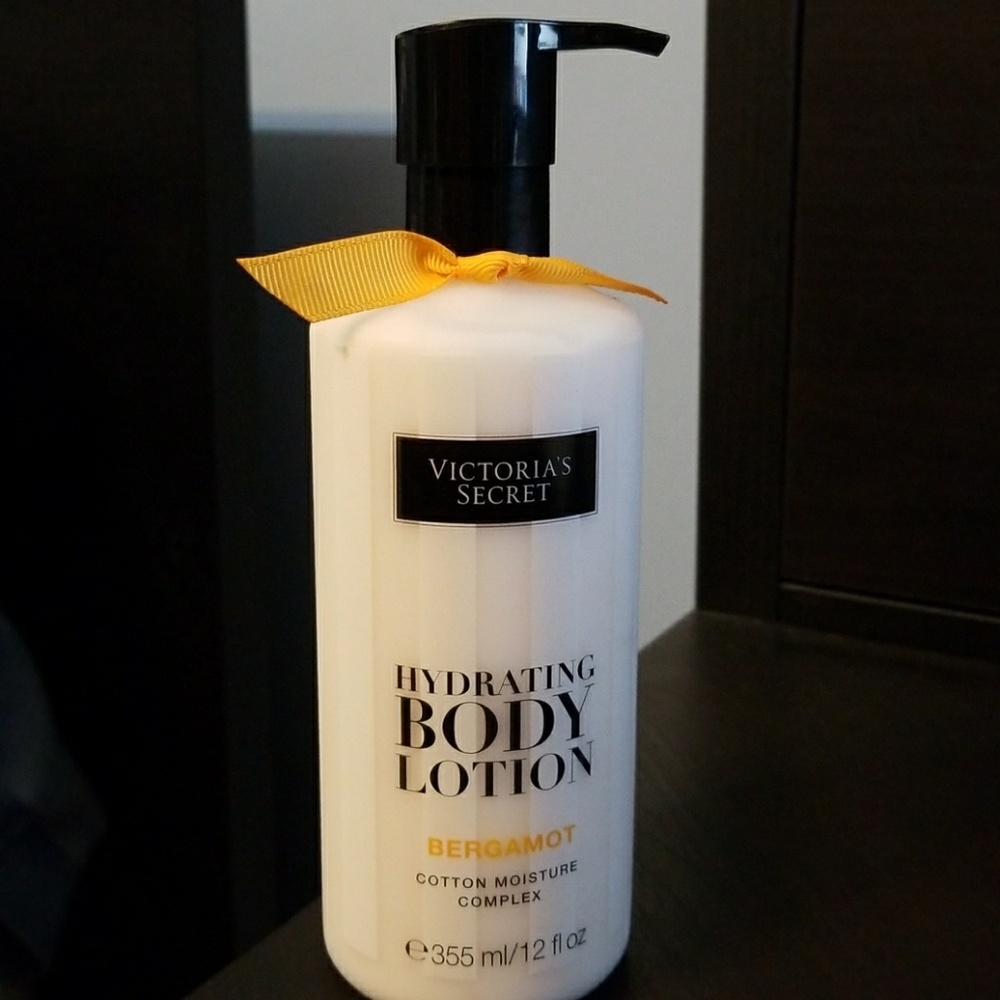 VICTORIA'S
SECRET
HYDRATING
BODY
LOTION
BERGAMOT
COTTON MOISTURE
COMPLEX
℮355 ml/12 fl oz